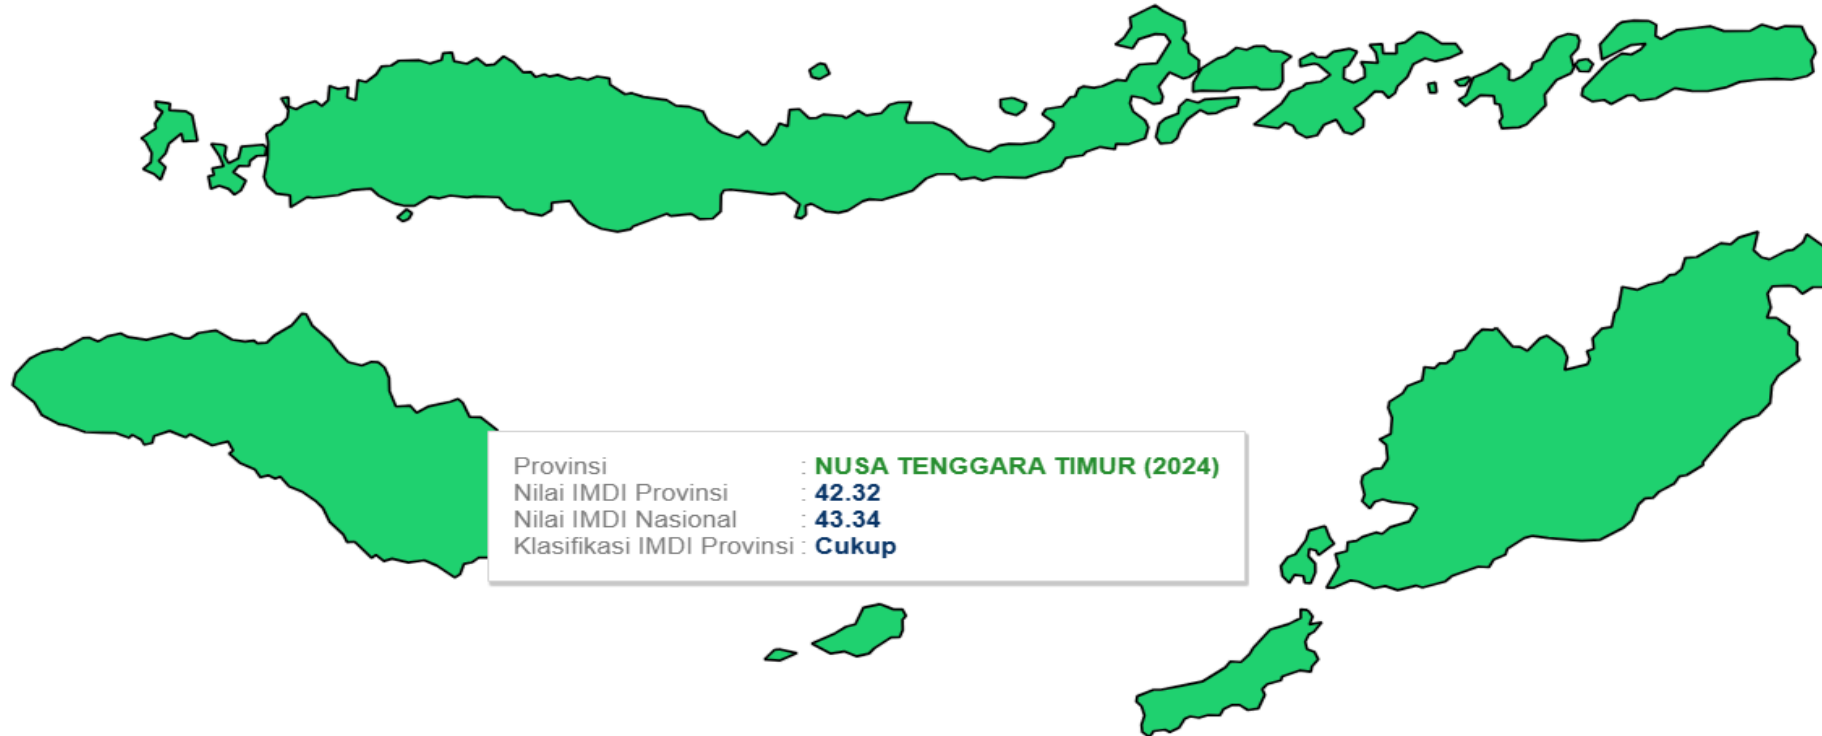 Provinsi : NUSA TENGGARA TIMUR (2024)
Nilai IMDI Provinsi : 42.32
Nilai IMDI Nasional : 43.34
Klasifikasi IMDI Provinsi : Cukup